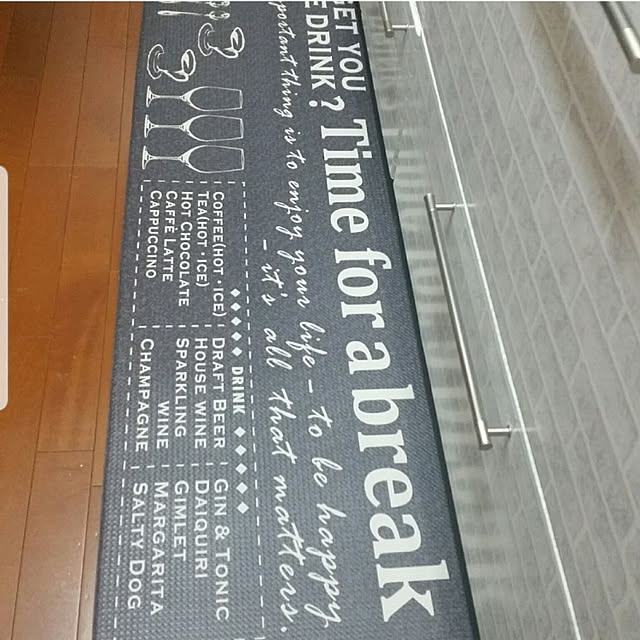 GET YOU
E DRINK?
Time for a break
portant thing is to enjoy your life - to be happy
- it's all that matters.
DRINK
COFFEE(HOT・ICE)
TEA(HOT・ICE)
HOT CHOCOLATE
CAFFÈ LATTE
CAPPUCCINO
DRAFT BEER
HOUSE WINE
SPARKLING
WINE
CHAMPAGNE
GIN & TONIC
DAIQUIRI
GIMLET
MARGARITA
SALTY DOG